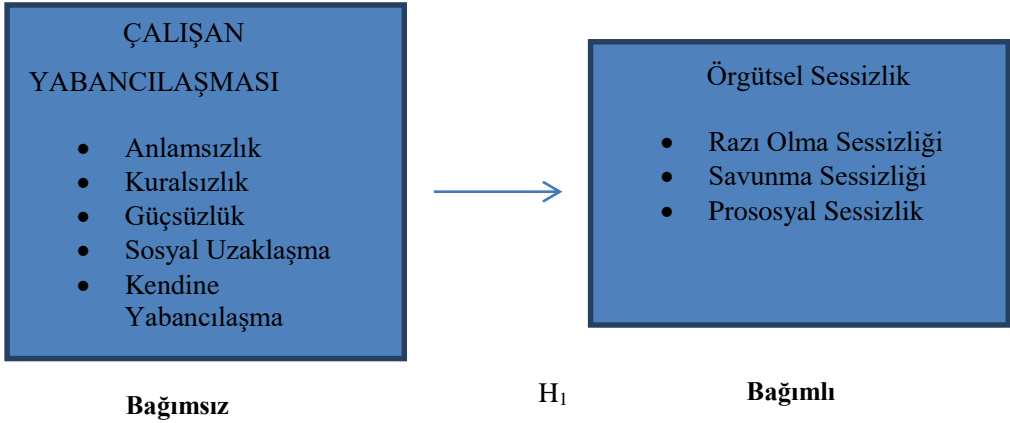 ÇALIŞAN
YABANCILAŞMASI
• Anlamsızlık
• Kuralsızlık
• Güçsüzlük
• Sosyal Uzaklaşma
• Kendine
Yabancılaşma
Örgütsel Sessizlik
• Razı Olma Sessizliği
• Savunma Sessizliği
• Prososyal Sessizlik
Bağımsız
H₁
Bağımlı